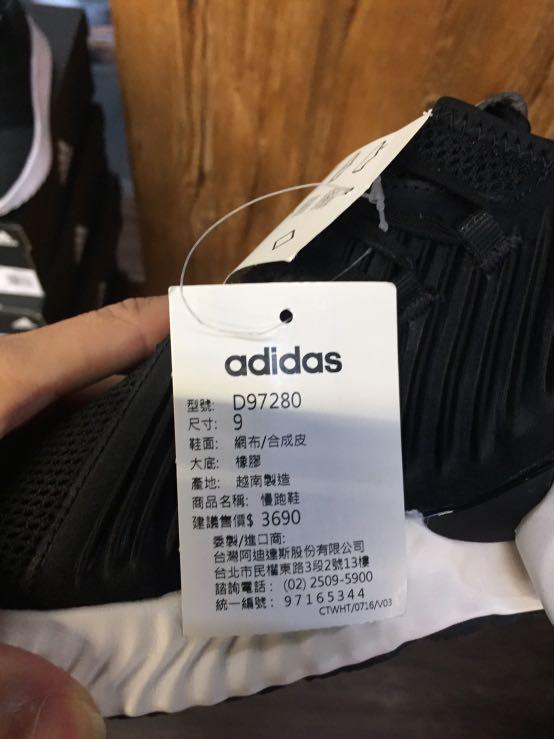 adidas
型號: D97280
尺寸: 9
鞋面: 網布/合成皮
大底: 橡膠
產地: 越南製造
商品名稱: 慢跑鞋
建議售價$ 3690
委製/進口商:
台灣阿迪達斯股份有限公司
台北市民權東路3段2號13樓
諮詢電話: (02) 2509-5900
統一編號: 97165344
CTWHT/0716/V03